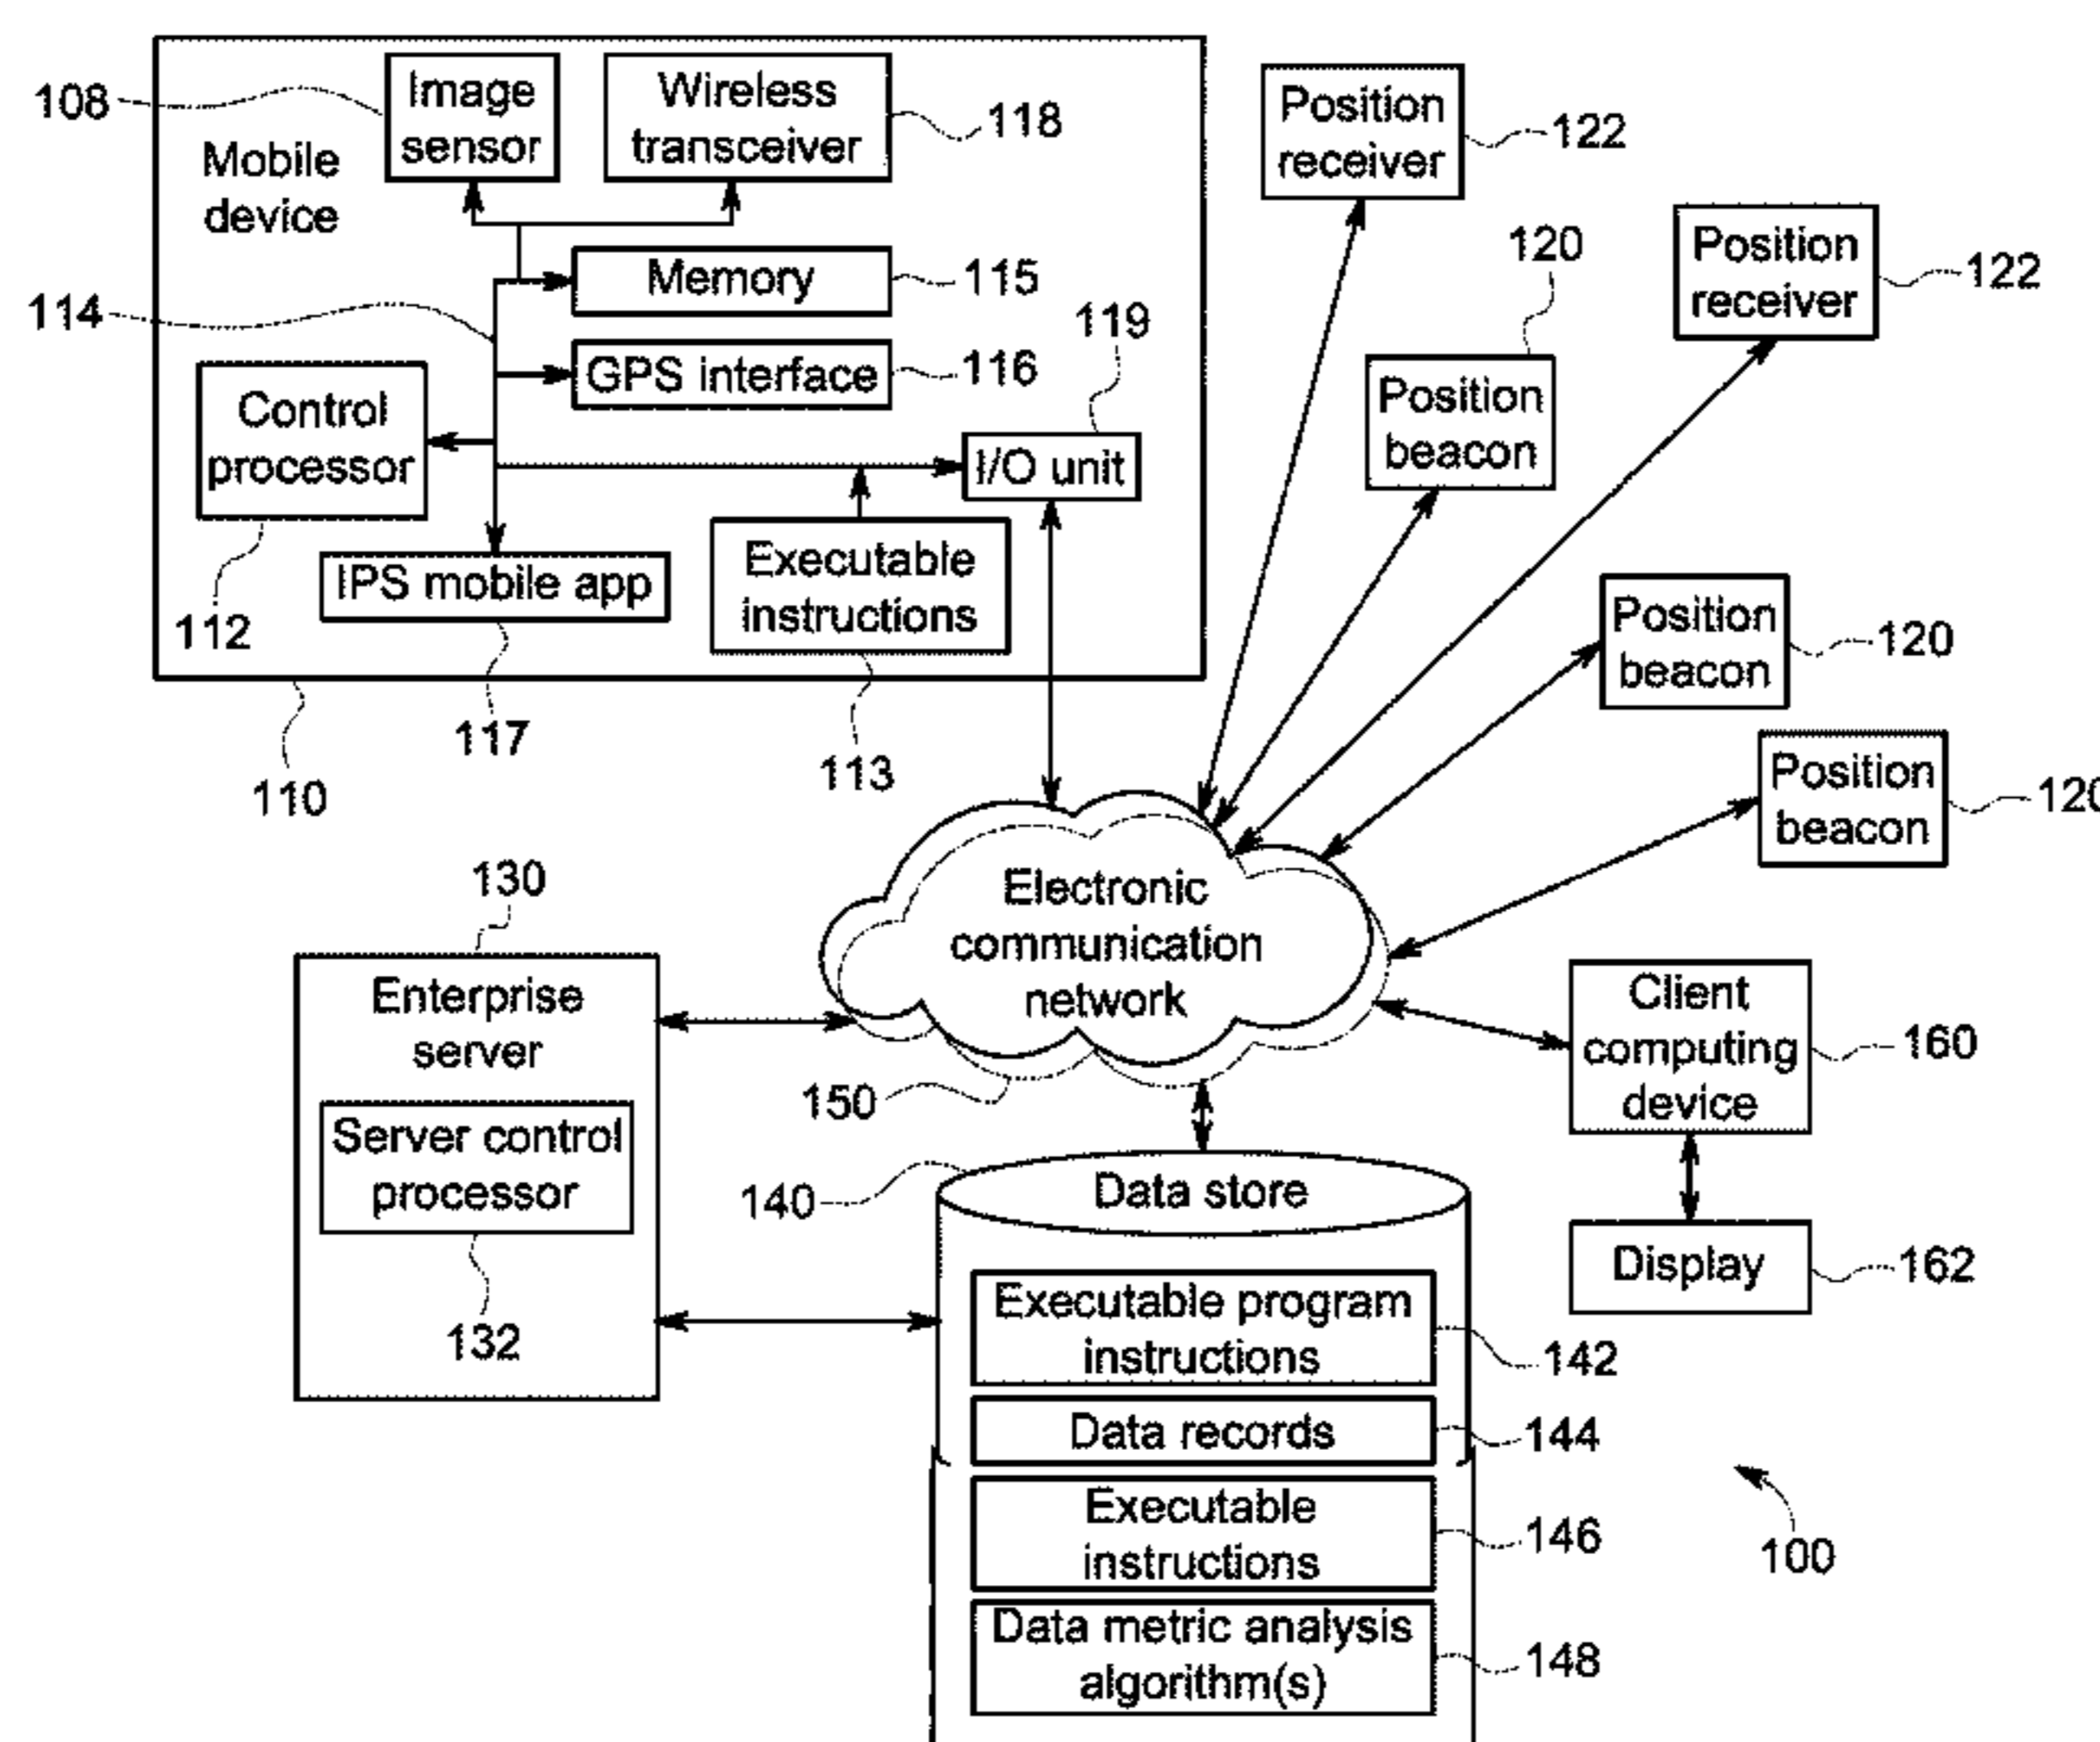 108
Mobile
device
Image
sensor
Wireless
transceiver
118
114
Memory
115
GPS interface
116
119
Control
processor
I/O unit
112
IPS mobile app
Executable
instructions
117
113
110
Position
receiver
122
120
Position
receiver
122
Position
beacon
Position
beacon
120
Position
beacon
120
130
Enterprise
server
Server control
processor
132
Electronic
communication
network
150
Client
computing
device
160
Display
162
140
Data store
Executable program
instructions
142
Data records
144
Executable
instructions
146
Data metric analysis
algorithm(s)
148
100